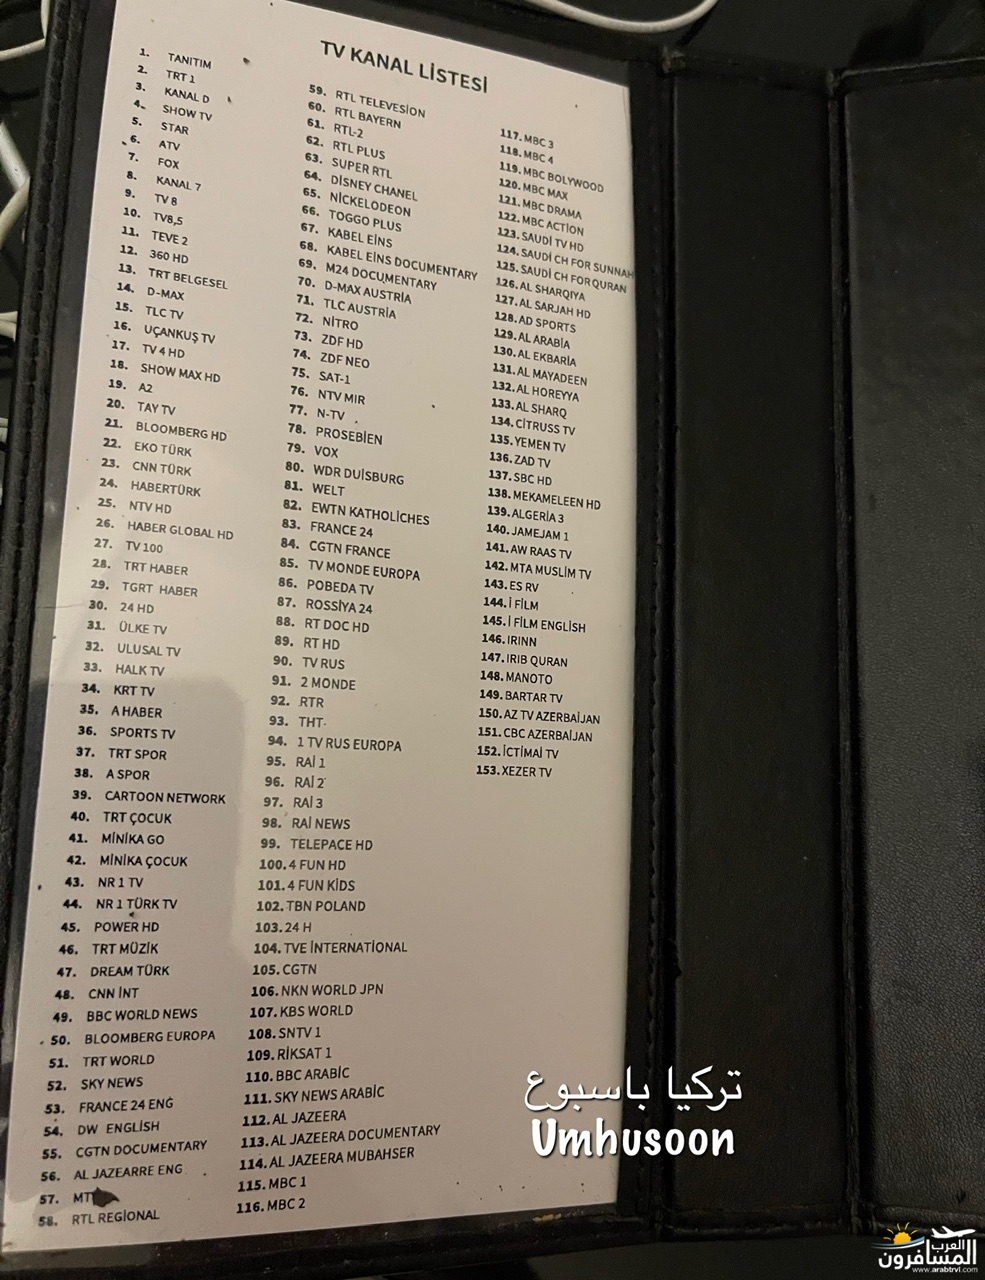 TV KANAL LİSTESİ
1. TANITIM
2. TRT 1
3. KANAL D
4. SHOW TV
5. STAR
6. ATV
7. FOX
8. KANAL 7
9. TV 8
10. TV8,5
11. TEVE 2
12. 360 HD
13. TRT BELGESEL
14. D-MAX
15. TLC TV
16. UÇANKUŞ TV
17. TV 4 HD
18. SHOW MAX HD
19. A2
20. TAY TV
21. BLOOMBERG HD
22. EKO TÜRK
23. CNN TÜRK
24. HABERTÜRK
25. NTV HD
26. HABER GLOBAL HD
27. TV 100
28. TRT HABER
29. TGRT HABER
30. 24 HD
31. ÜLKE TV
32. ULUSAL TV
33. HALK TV
34. KRT TV
35. A HABER
36. SPORTS TV
37. TRT SPOR
38. A SPOR
39. CARTOON NETWORK
40. TRT ÇOCUK
41. MİNİKA GO
42. MİNİKA ÇOCUK
43. NR 1 TV
44. NR 1 TÜRK TV
45. POWER HD
46. TRT MÜZİK
47. DREAM TÜRK
48. CNN İNT
49. BBC WORLD NEWS
50. BLOOMBERG EUROPA
51. TRT WORLD
52. SKY NEWS
53. FRANCE 24 ENG
54. DW ENGLİSH
55. CGTN DOCUMENTARY
56. AL JAZEARRE ENG
57.
58. RTL REGİONAL
59. RTL TELEVESİON
60. RTL BAYERN
61. RTL-2
62. RTL PLUS
63. SUPER RTL
64. DİSNEY CHANEL
65. NİCKELODEON
66. TOGGO PLUS
67. KABEL EİNS
68. KABEL EİNS DOCUMENTARY
69. M24 DOCUMENTARY
70. D-MAX AUSTRİA
71. TLC AUSTRİA
72. NİTRO
73. ZDF HD
74. ZDF NEO
75. SAT-1
76. NTV MIR
77. N-TV
78. PROSEBİEN
79. VOX
80. WDR DUİSBURG
81. WELT
82. EWTN KATHOLİCHES
83. FRANCE 24
84. CGTN FRANCE
85. TV MONDE EUROPA
86. POBEDA TV
87. ROSSİYA 24
88. RT DOC HD
89. RT HD
90. TV RUS
91. 2 MONDE
92. RTR
93. THT
94. 1 TV RUS EUROPA
95. RAİ 1
96. RAİ 2
97. RAİ 3
98. RAI NEWS
99. TELEPACE HD
100. 4 FUN HD
101. 4 FUN KİDS
102. TBN POLAND
103. 24 H
104. TVE İNTERNATİONAL
105. CGTN
106. NKN WORLD JPN
107. KBS WORLD
108. SNTV 1
109. RİKSAT 1
110. BBC ARABİC
111. SKY NEWS ARABİC
112. AL JAZEERA
113. AL JAZEERA DOCUMENTARY
114. AL JAZEERA MUBAHSER
115. MBC 1
116. MBC 2
117. MBC 3
118. MBC 4
119. MBC BOLYWOOD
120. MBC MAX
121. MBC DRAMA
122. MBC ACTİON
123. SAUDİ TV HD
124. SAUDİ CH FOR SUNNAH
125. SAUDİ CH FOR QURAN
126. AL SHARQIYA
127. AL SARJAH HD
128. AD SPORTS
129. AL ARABİA
130. AL EKBARİA
131. AL MAYADEEN
132. AL HOREYYA
133. AL SHARQ
134. CİTRUSS TV
135. YEMEN TV
136. ZAD TV
137. SBC HD
138. MEKAMELEEN HD
139. ALGERİA 3
140. JAMEJAM 1
141. AW RAAS TV
142. MTA MUSLİM TV
143. ES RV
144. İ FİLM
145. İ FİLM ENGLİSH
146. IRINN
147. IRIB QURAN
148. MANOTO
149. BARTAR TV
150. AZ TV AZERBAİJAN
151. CBC AZERBAİJAN
152. İCTİMAİ TV
153. XEZER TV
تركيا باسبوع
Umhusoon
العرب
المسافرون
www.arabtrvl.com